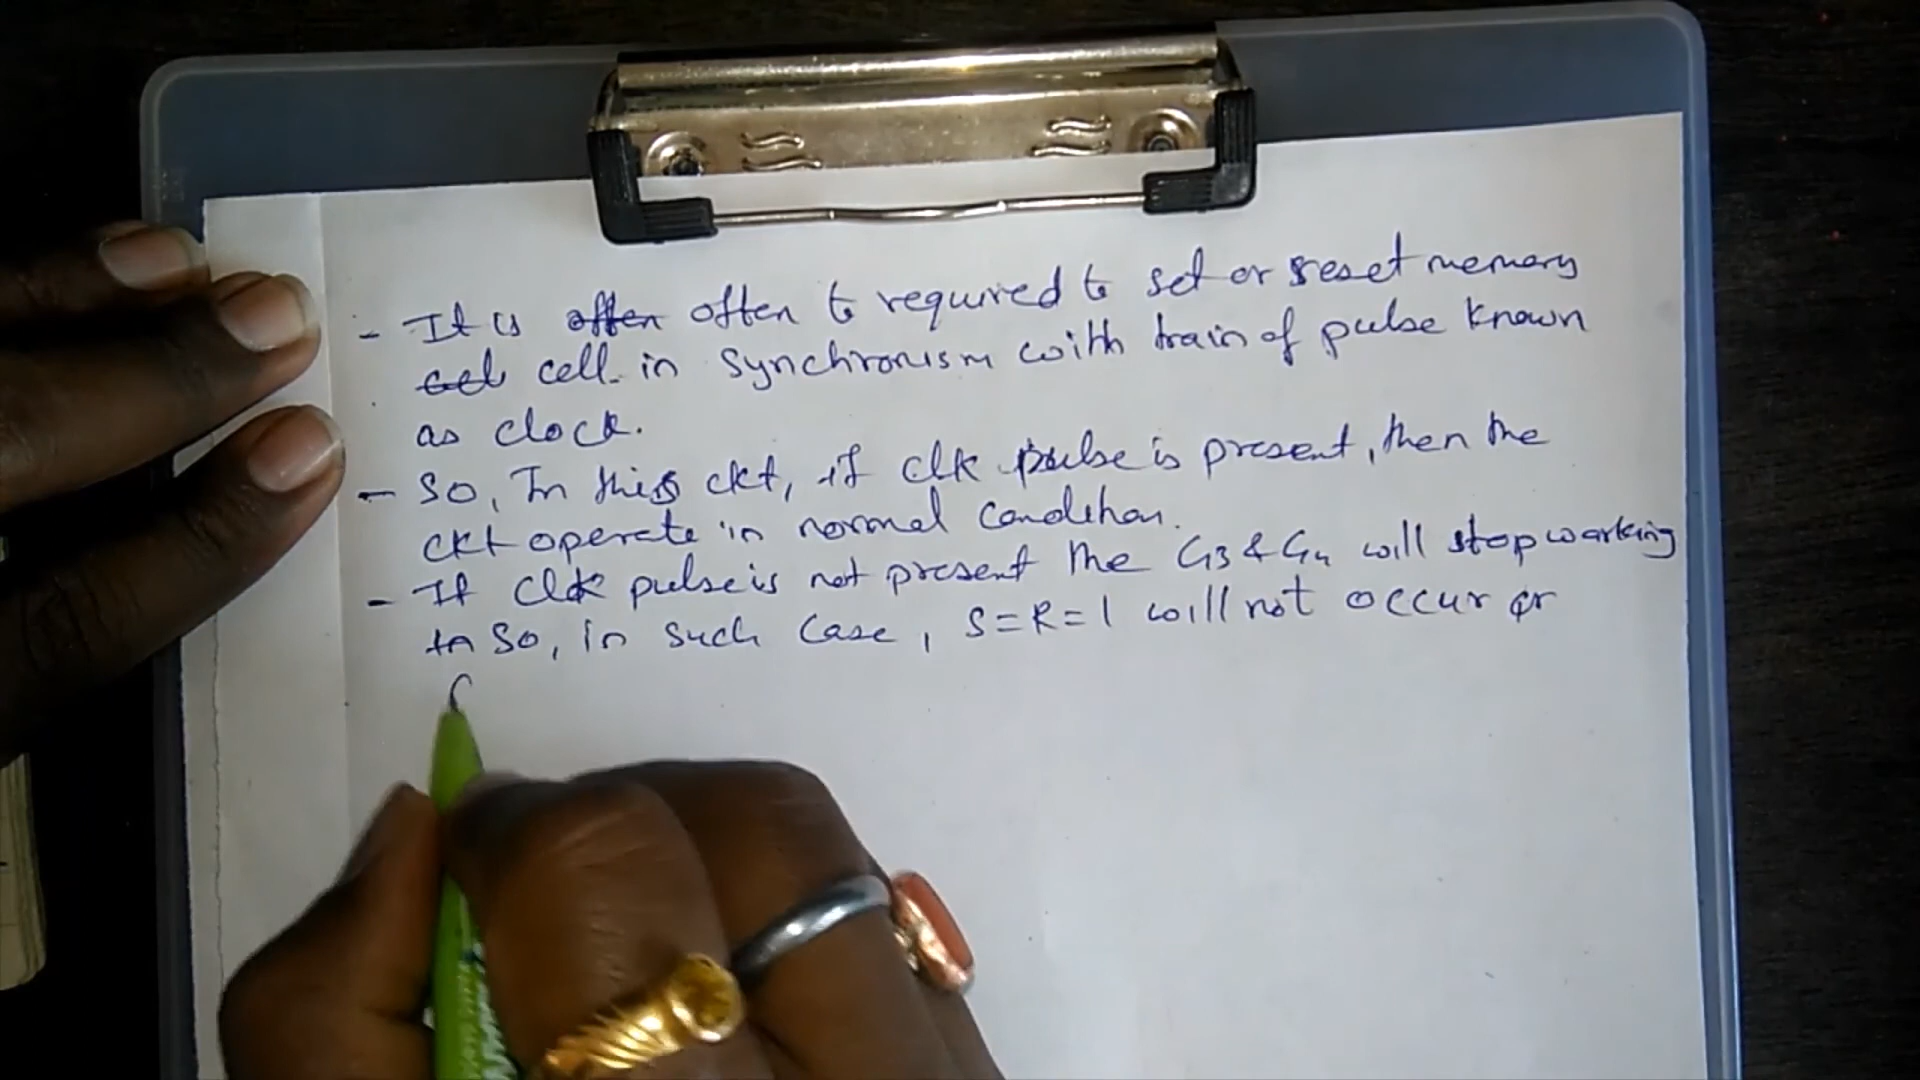 - It is often often to required to set or reset memory
cel cell in synchronism with train of pulse known
as clock.
- So, In this ckt, if clk pulse is present, then the
ckt operate in normal condition.
- If Clk pulse is not present the G3 & G4 will stop working
In So, in such case, S=R=1 will not occur or